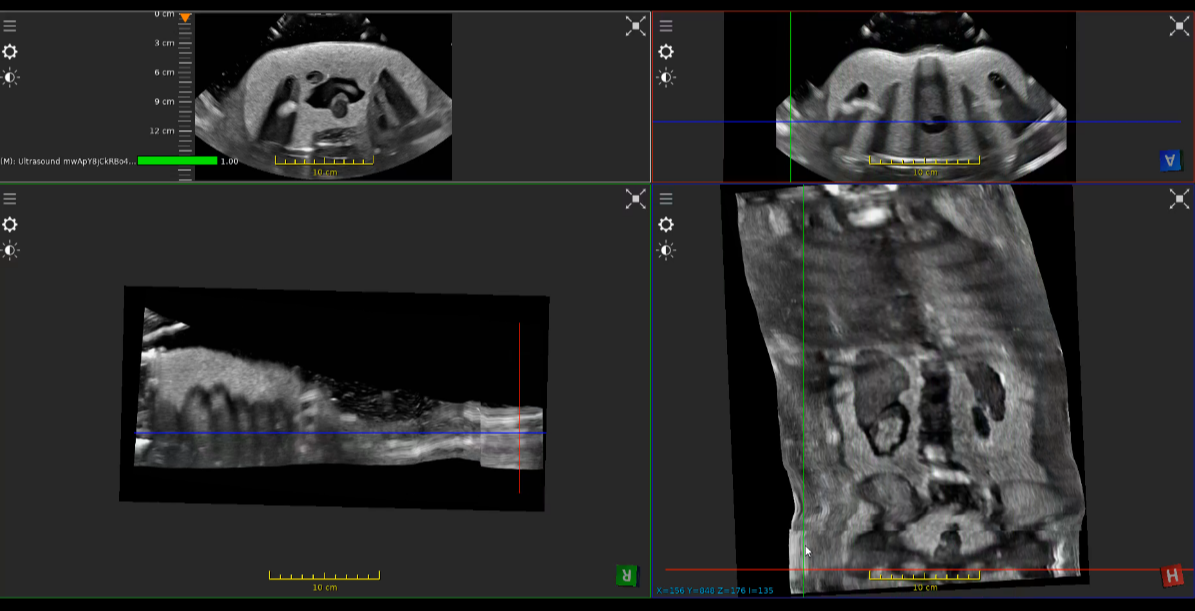 0 cm
3 cm
6 cm
9 cm
12 cm
(M): Ultrasound mwApY8jCkRBo4... 1.00
10 cm
10 cm
A
10 cm
R
10 cm
H
X=156 Y=040 Z=176 I=135